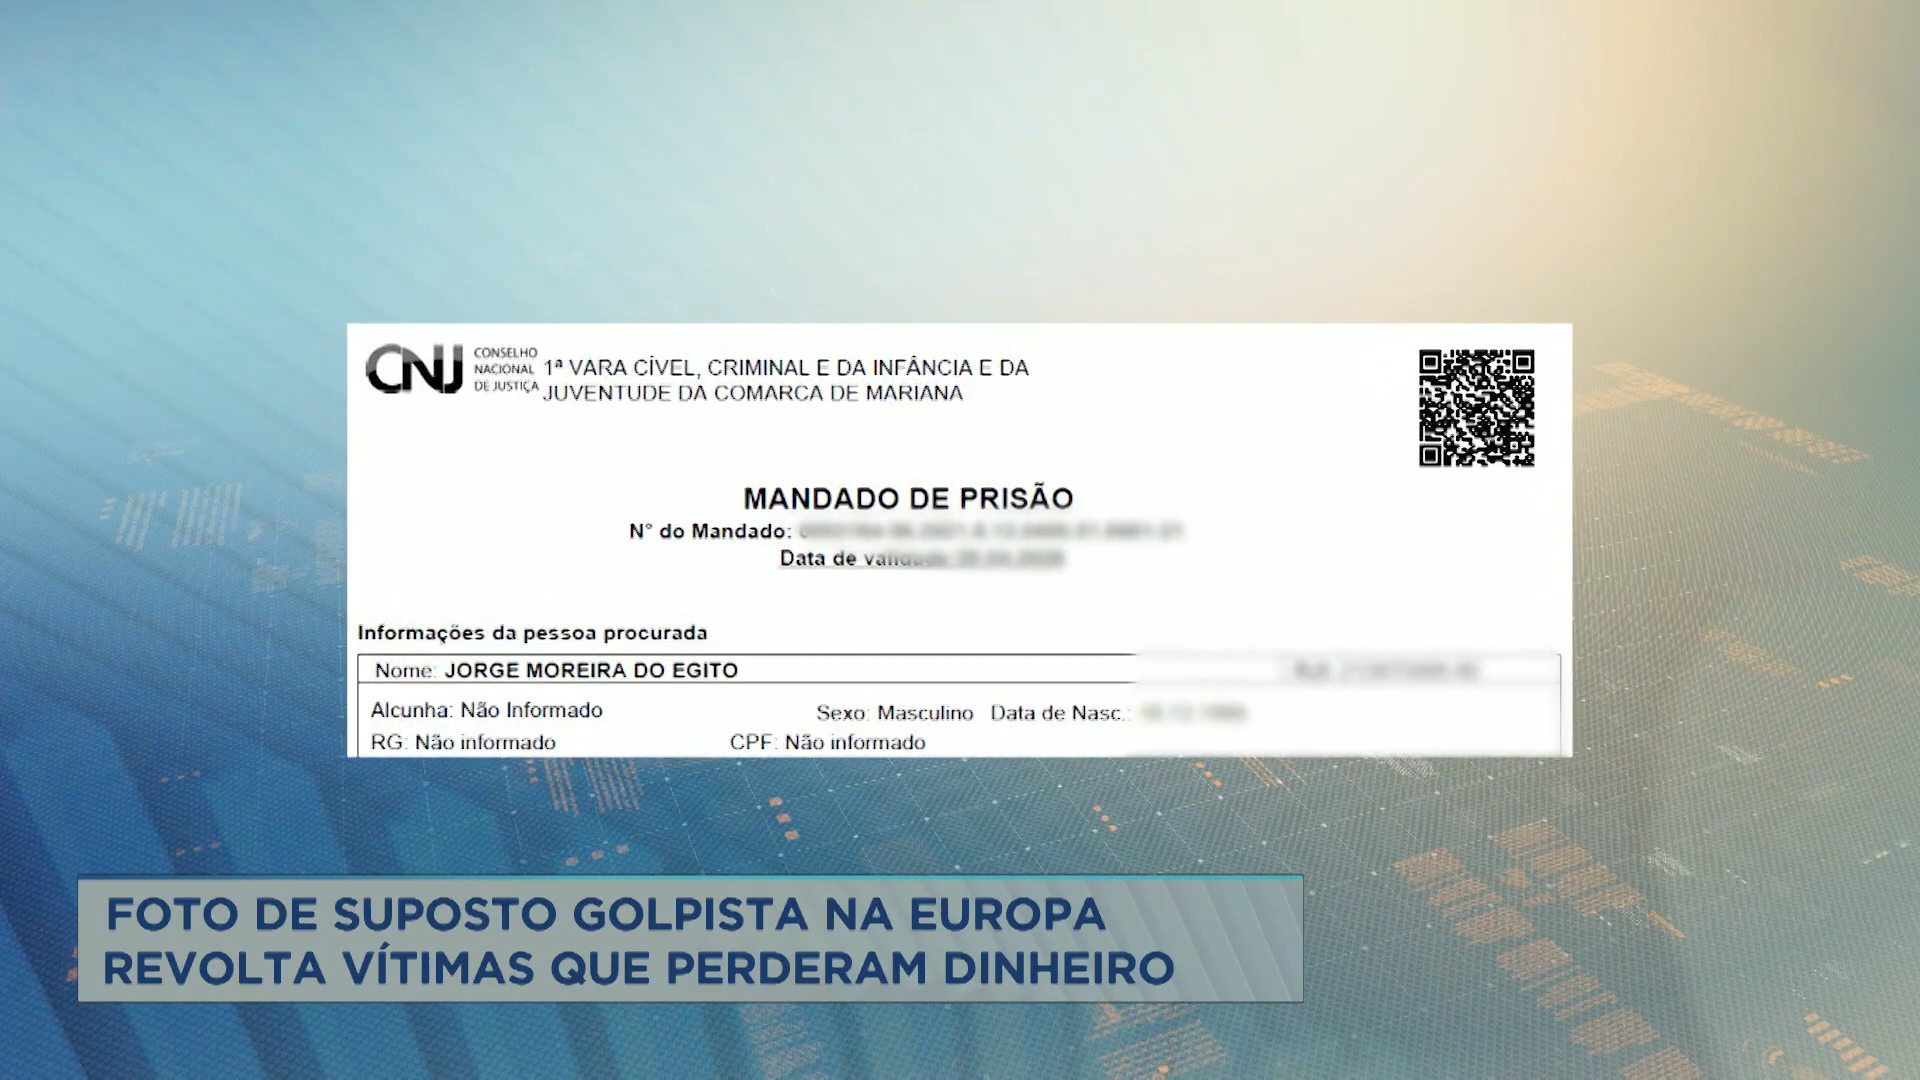 CNJ CONSELHO
NACIONAL
DE JUSTIÇA
1ª VARA CÍVEL, CRIMINAL E DA INFÂNCIA E DA
JUVENTUDE DA COMARCA DE MARIANA
MANDADO DE PRISÃO
N° do Mandado:
Data de
Informações da pessoa procurada
Nome: JORGE MOREIRA DO EGITO
Alcunha: Não Informado Sexo: Masculino Data de Nasc.:
RG: Não informado CPF: Não informado
FOTO DE SUPOSTO GOLPISTA NA EUROPA
REVOLTA VÍTIMAS QUE PERDERAM DINHEIRO